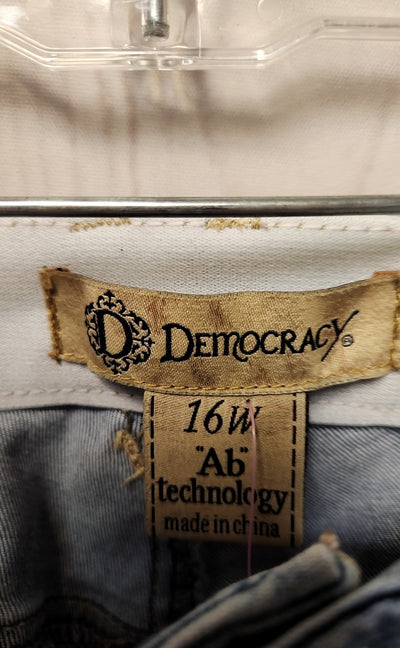 D DEMOCRACY®
16W
"Ab"
technology
made in china